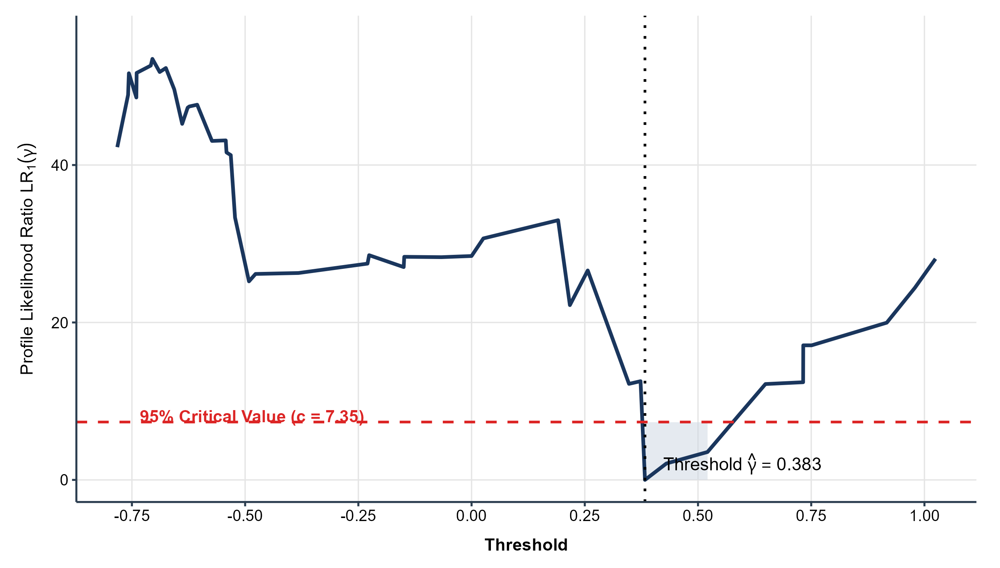 Profile Likelihood Ratio LR₁(γ)
40
20
0
95% Critical Value (c = 7.35)
Threshold γ̂ = 0.383
-0.75 -0.50 -0.25 0.00 0.25 0.50 0.75 1.00
Threshold